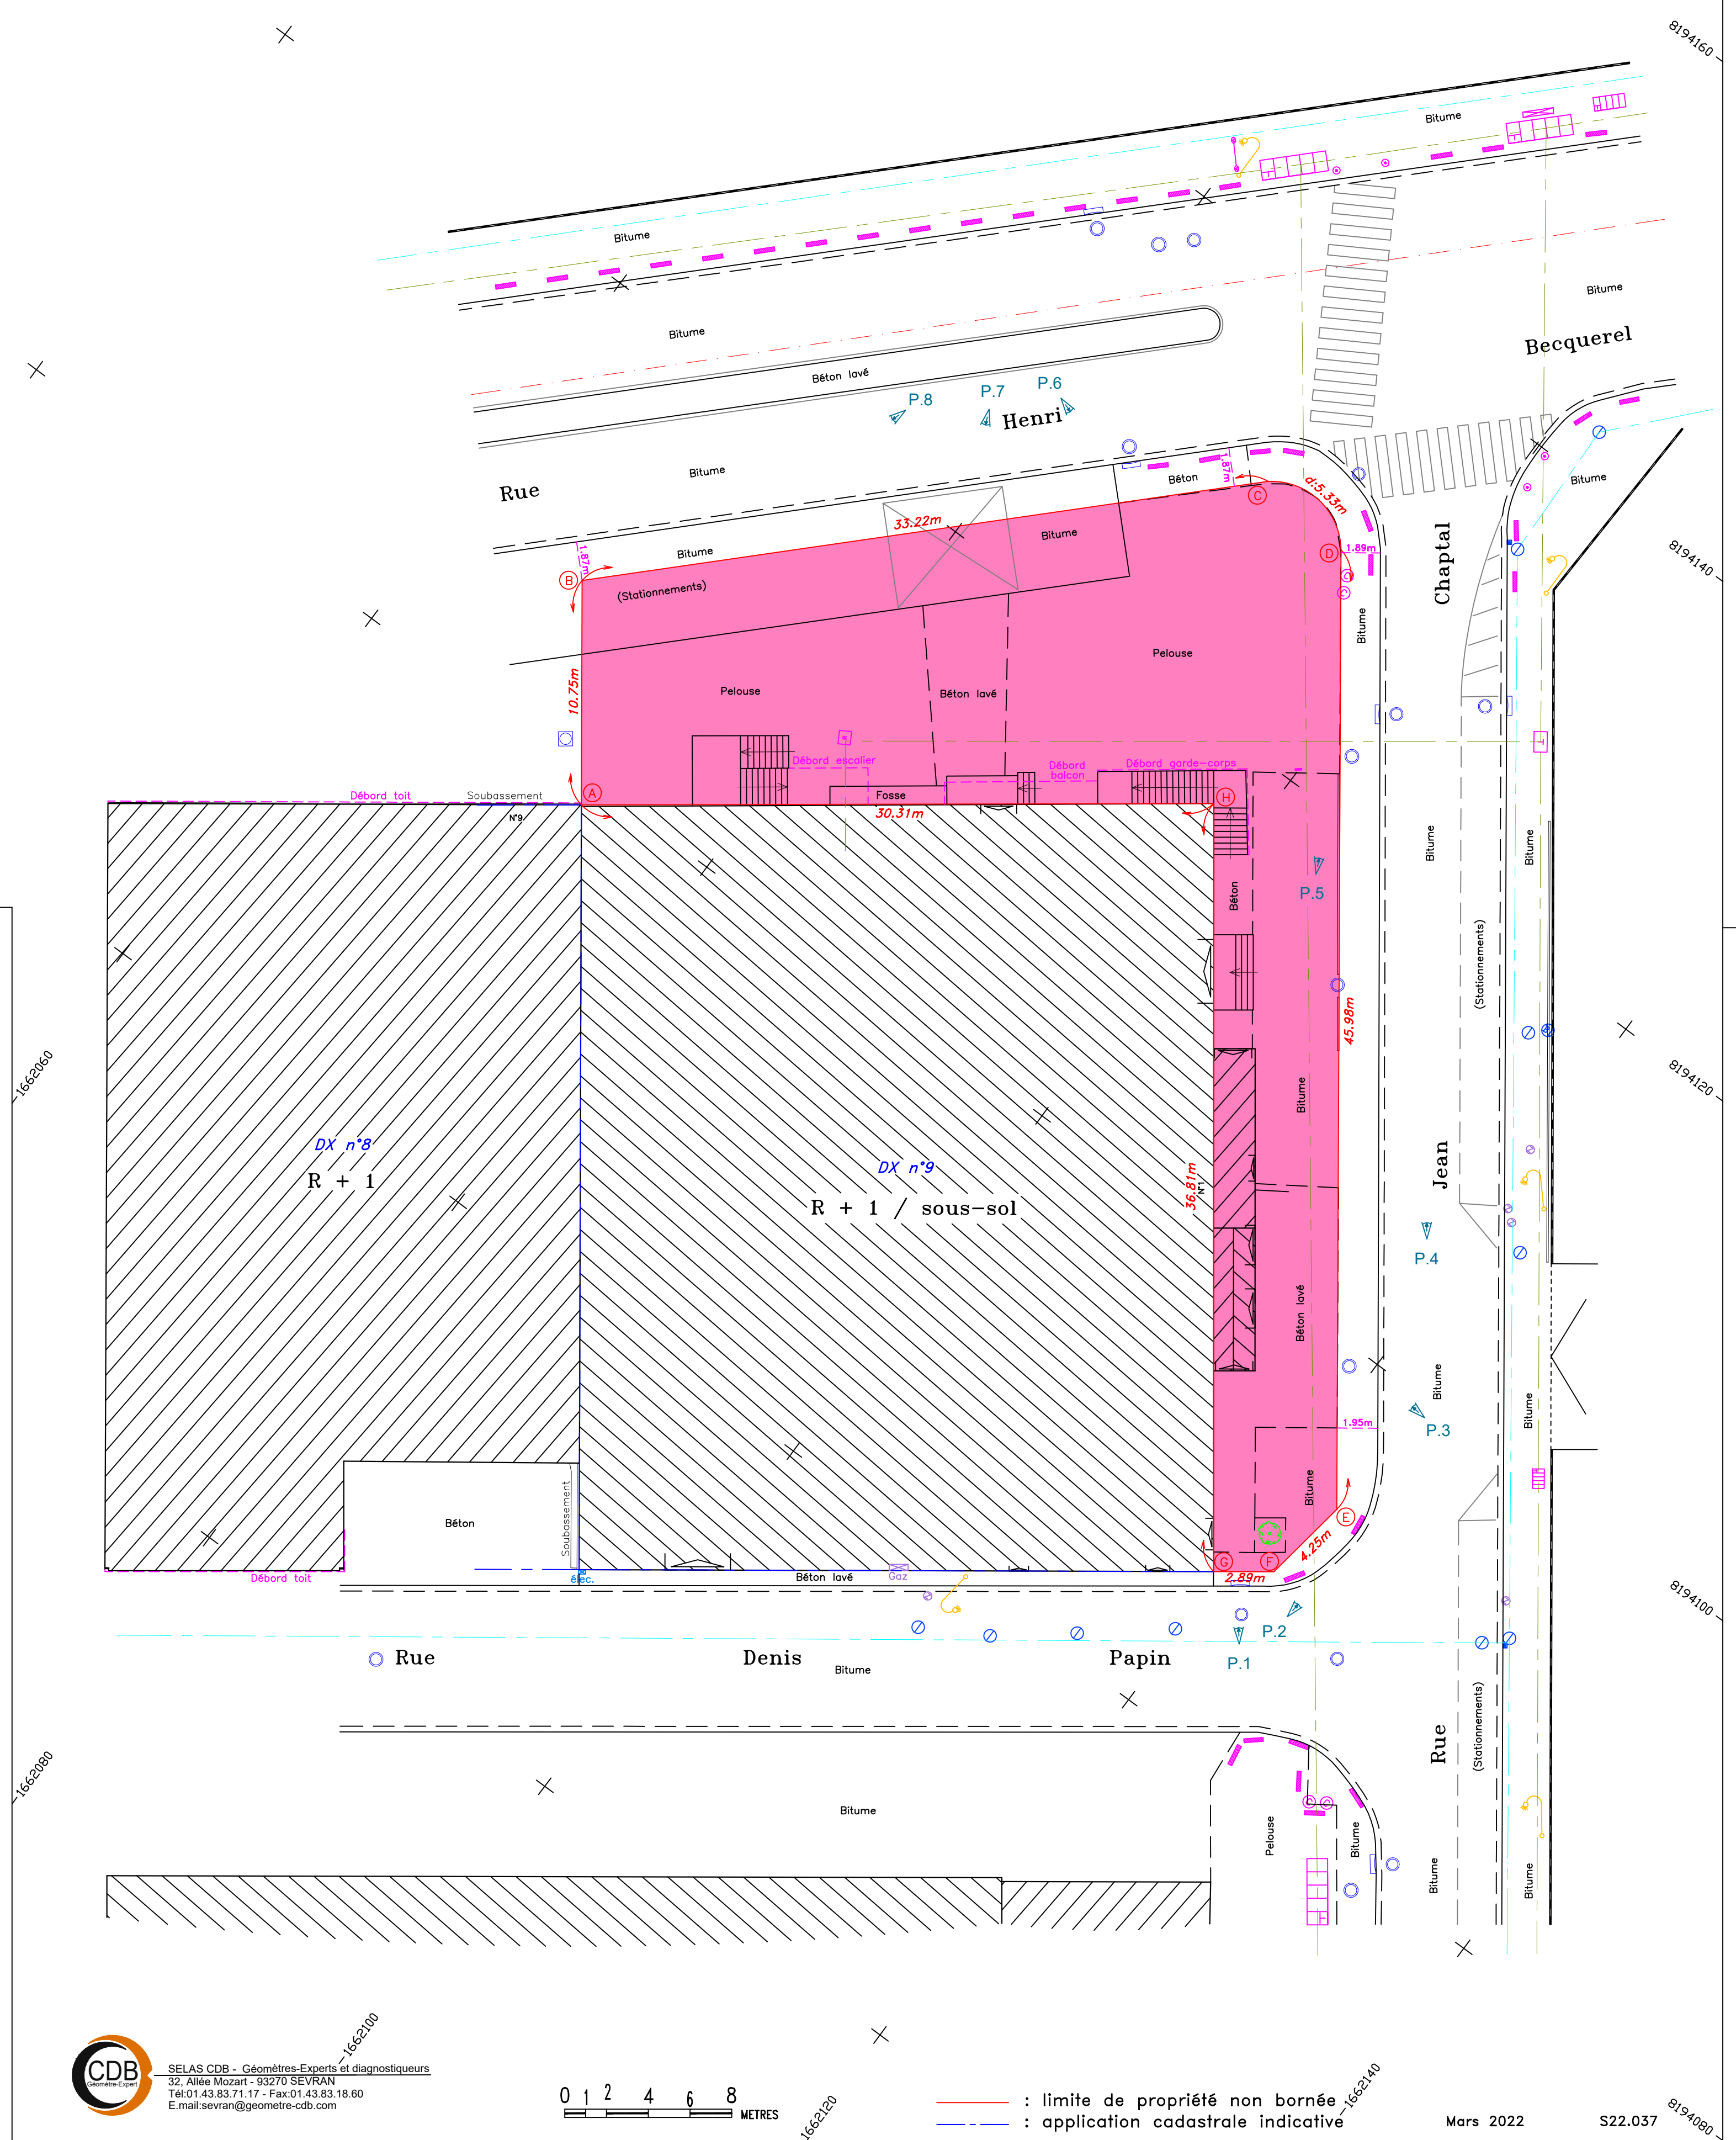 8194160
Bitume
Bitume
Bitume
Bitume
Becquerel
Béton lavé
P.8
P.7
P.6
Henri
Rue
Bitume
Béton
1.87m
C
d:5.33m
Bitume
33.22m
Bitume
Bitume
1.87m
B
D
1.89m
Chaptal
8194140
(Stationnements)
Bitume
Pelouse
10.75m
Pelouse
Béton lavé
Débord escalier
Débord
balcon
Débord garde-corps
Débord toit
Soubassement
A
Fosse
H
N°9
30.31m
Bitume
Bitume
Béton
P.5
(Stationnements)
45.98m
-1662060
8194120
Bitume
DX n°8
R + 1
DX n°9
R + 1 / sous-sol
36.81m
N°1
Jean
P.4
Béton lavé
Bitume
Bitume
P.3
1.95m
Bitume
Béton
Soubassement
E
4.25m
G
F
2.89m
Débord toit
élec.
Béton lavé
Gaz
8194100
P.2
P.1
Rue
Denis
Papin
Bitume
Rue
(Stationnements)
-1662080
Bitume
Pelouse
Bitume
Bitume
Bitume
-1662100
CDB
Géomètre-Expert
SELAS CDB - Géomètres-Experts et diagnostiqueurs
32, Allée Mozart - 93270 SEVRAN
Tél:01.43.83.71.17 - Fax:01.43.83.18.60
E.mail:sevran@geometre-cdb.com
0 1 2 4 6 8
METRES
1662120
-1662140
: limite de propriété non bornée
: application cadastrale indicative
Mars 2022
S22.037
8194080